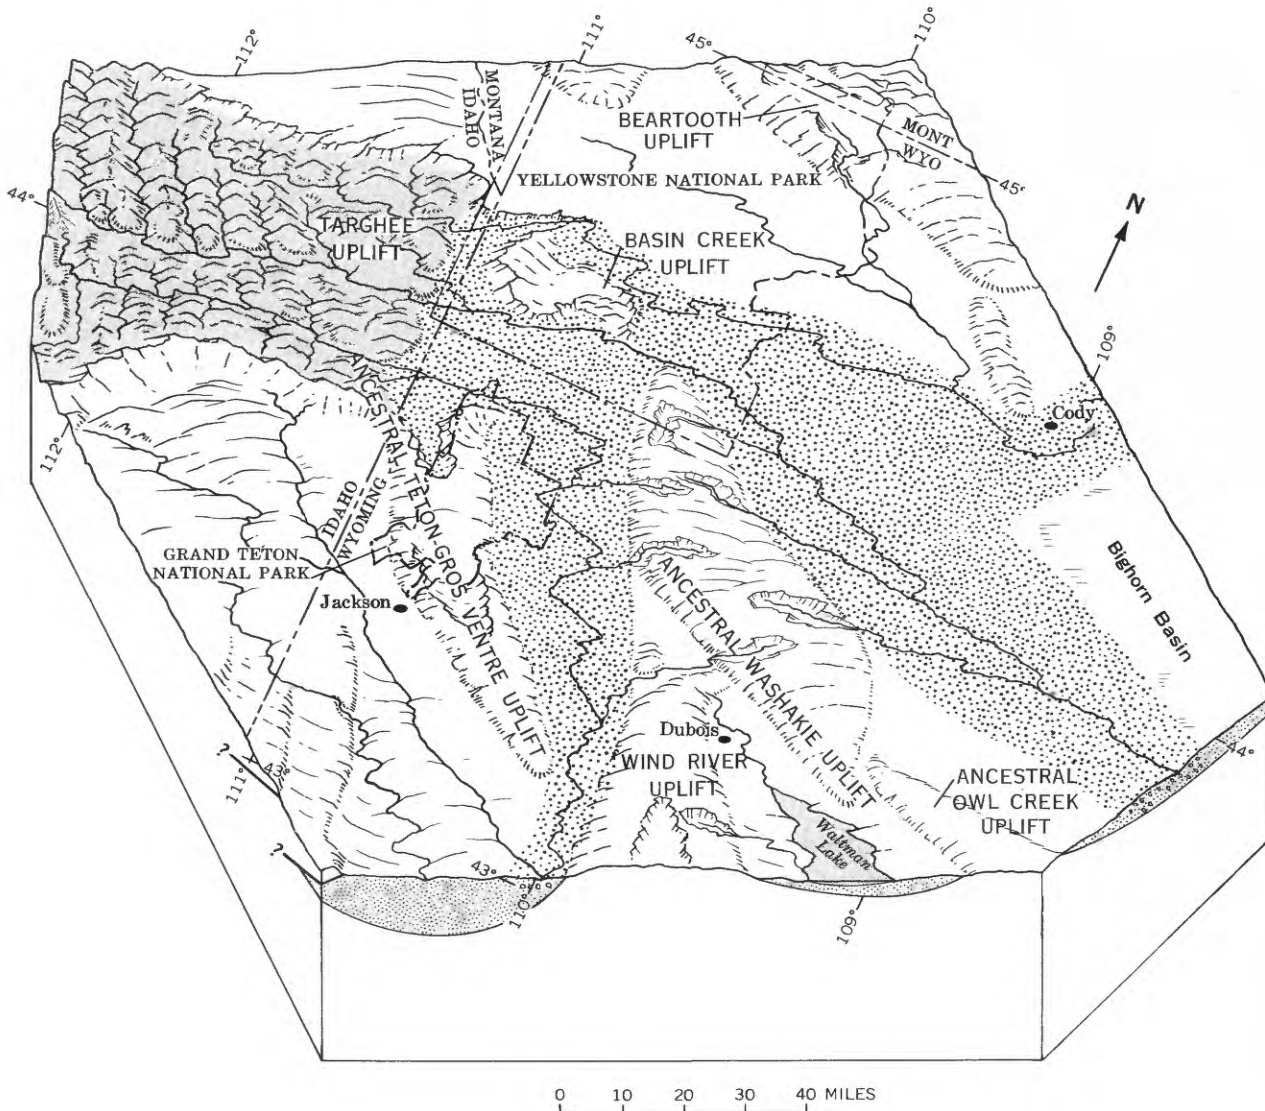 112°
111°
45°
110°
MONTANA
IDAHO
BEARTOOTH
UPLIFT
MONT
WYO
45°
YELLOWSTONE NATIONAL PARK
44°
N
TARGHEE
UPLIFT
BASIN CREEK
UPLIFT
109°
Cody
112°
ANCESTRAL TETON-GROS VENTRE UPLIFT
IDAHO
WYOMING
GRAND TETON
NATIONAL PARK
Jackson
ANCESTRAL WASHAKIE UPLIFT
Bighorn Basin
Dubois
WIND RIVER
UPLIFT
44°
?
43°
111°
ANCESTRAL
OWL CREEK
UPLIFT
Waltman
Lake
?
43°
110°
109°
0 10 20 30 40 MILES